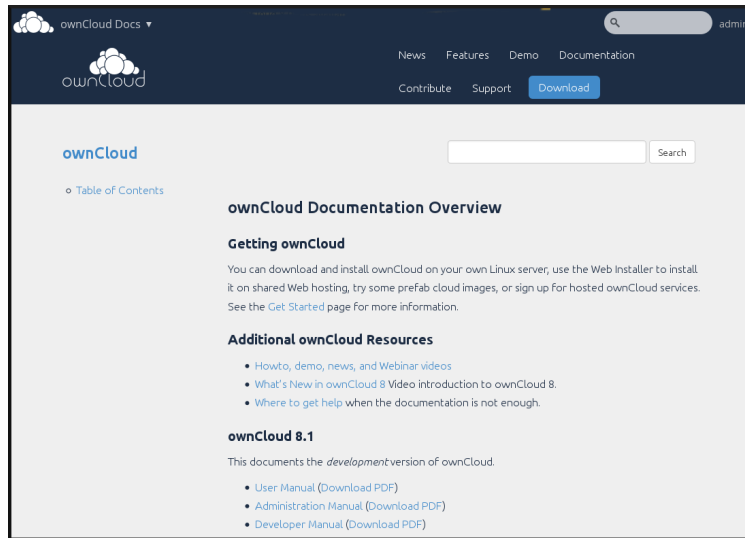 ownCloud Docs ▾
admin
ownCloud
News Features Demo Documentation
Contribute Support Download
ownCloud
Search
Table of Contents
ownCloud Documentation Overview
Getting ownCloud
You can download and install ownCloud on your own Linux server, use the Web Installer to install
it on shared Web hosting, try some prefab cloud images, or sign up for hosted ownCloud services.
See the Get Started page for more information.
Additional ownCloud Resources
• Howto, demo, news, and Webinar videos
• What's New in ownCloud 8 Video introduction to ownCloud 8.
• Where to get help when the documentation is not enough.
ownCloud 8.1
This documents the development version of ownCloud.
• User Manual (Download PDF)
• Administration Manual (Download PDF)
• Developer Manual (Download PDF)